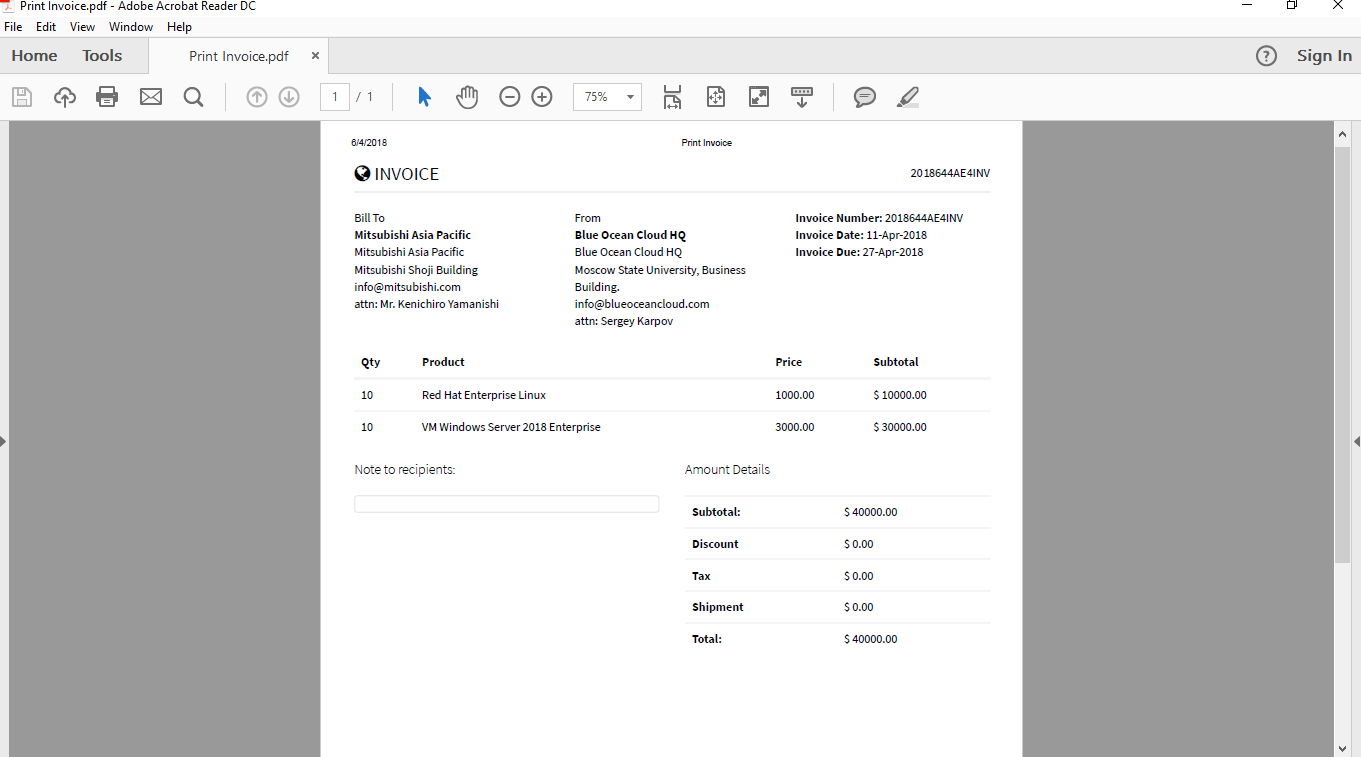 Print Invoice.pdf - Adobe Acrobat Reader DC
File Edit View Window Help
Home Tools Print Invoice.pdf × ? Sign In
1 / 1 75%
6/4/2018 Print Invoice
INVOICE 2018644AE4INV
Bill To
Mitsubishi Asia Pacific
Mitsubishi Asia Pacific
Mitsubishi Shoji Building
info@mitsubishi.com
attn: Mr. Kenichiro Yamanishi
From
Blue Ocean Cloud HQ
Blue Ocean Cloud HQ
Moscow State University, Business
Building.
info@blueoceancloud.com
attn: Sergey Karpov
Invoice Number: 2018644AE4INV
Invoice Date: 11-Apr-2018
Invoice Due: 27-Apr-2018
Qty Product Price Subtotal
10 Red Hat Enterprise Linux 1000.00 $ 10000.00
10 VM Windows Server 2018 Enterprise 3000.00 $ 30000.00
Note to recipients:
Amount Details
Subtotal: $ 40000.00
Discount $ 0.00
Tax $ 0.00
Shipment $ 0.00
Total: $ 40000.00